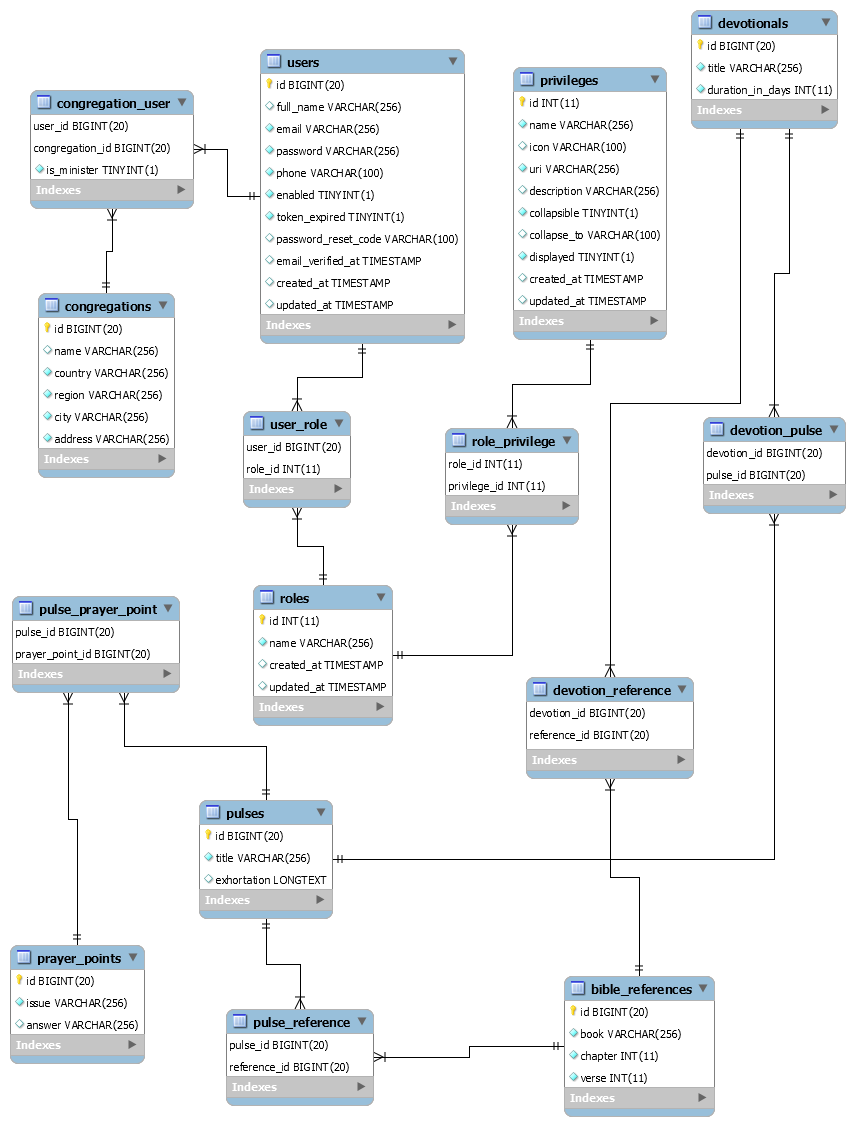 devotionals
id BIGINT(20)
title VARCHAR(256)
duration_in_days INT(11)
Indexes
users
id BIGINT(20)
full_name VARCHAR(256)
email VARCHAR(256)
password VARCHAR(256)
phone VARCHAR(100)
enabled TINYINT(1)
token_expired TINYINT(1)
password_reset_code VARCHAR(100)
email_verified_at TIMESTAMP
created_at TIMESTAMP
updated_at TIMESTAMP
Indexes
privileges
id INT(11)
name VARCHAR(256)
icon VARCHAR(100)
uri VARCHAR(256)
description VARCHAR(256)
collapsible TINYINT(1)
collapse_to VARCHAR(100)
displayed TINYINT(1)
created_at TIMESTAMP
updated_at TIMESTAMP
Indexes
congregation_user
user_id BIGINT(20)
congregation_id BIGINT(20)
is_minister TINYINT(1)
Indexes
congregations
id BIGINT(20)
name VARCHAR(256)
country VARCHAR(256)
region VARCHAR(256)
city VARCHAR(256)
address VARCHAR(256)
Indexes
user_role
user_id BIGINT(20)
role_id INT(11)
Indexes
role_privilege
role_id INT(11)
privilege_id INT(11)
Indexes
devotion_pulse
devotion_id BIGINT(20)
pulse_id BIGINT(20)
Indexes
roles
id INT(11)
name VARCHAR(256)
created_at TIMESTAMP
updated_at TIMESTAMP
Indexes
pulse_prayer_point
pulse_id BIGINT(20)
prayer_point_id BIGINT(20)
Indexes
devotion_reference
devotion_id BIGINT(20)
reference_id BIGINT(20)
Indexes
pulses
id BIGINT(20)
title VARCHAR(256)
exhortation LONGTEXT
Indexes
prayer_points
id BIGINT(20)
issue VARCHAR(256)
answer VARCHAR(256)
Indexes
pulse_reference
pulse_id BIGINT(20)
reference_id BIGINT(20)
Indexes
bible_references
id BIGINT(20)
book VARCHAR(256)
chapter INT(11)
verse INT(11)
Indexes